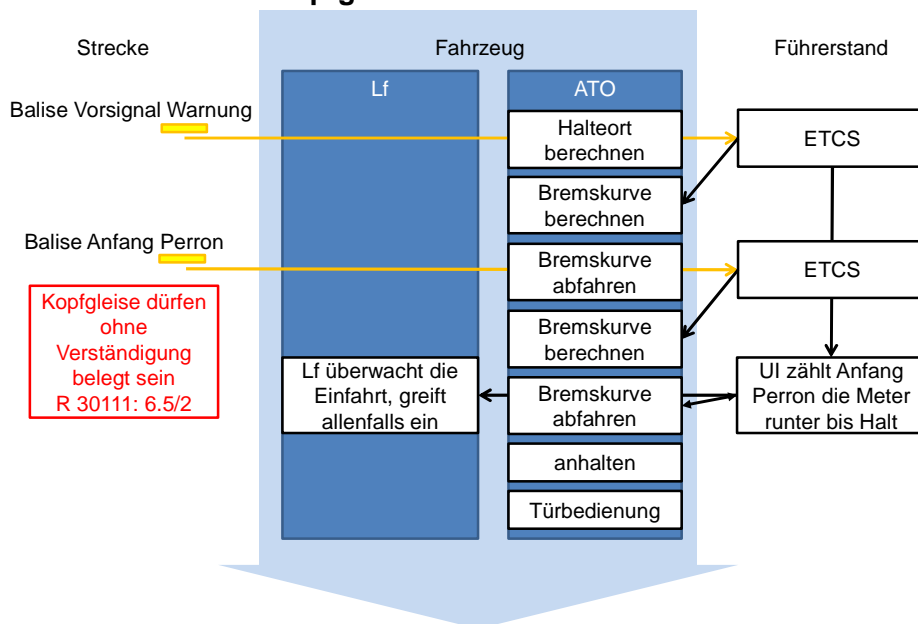 Strecke
Fahrzeug
Führerstand
Lf
ATO
Balise Vorsignal Warnung
Halteort
berechnen
ETCS
Bremskurve
berechnen
Balise Anfang Perron
Bremskurve
abfahren
ETCS
Kopfgleise dürfen
ohne
Verständigung
belegt sein
R 30111: 6.5/2
Bremskurve
berechnen
Lf überwacht die
Einfahrt, greift
allenfalls ein
Bremskurve
abfahren
UI zählt Anfang
Perron die Meter
runter bis Halt
anhalten
Türbedienung